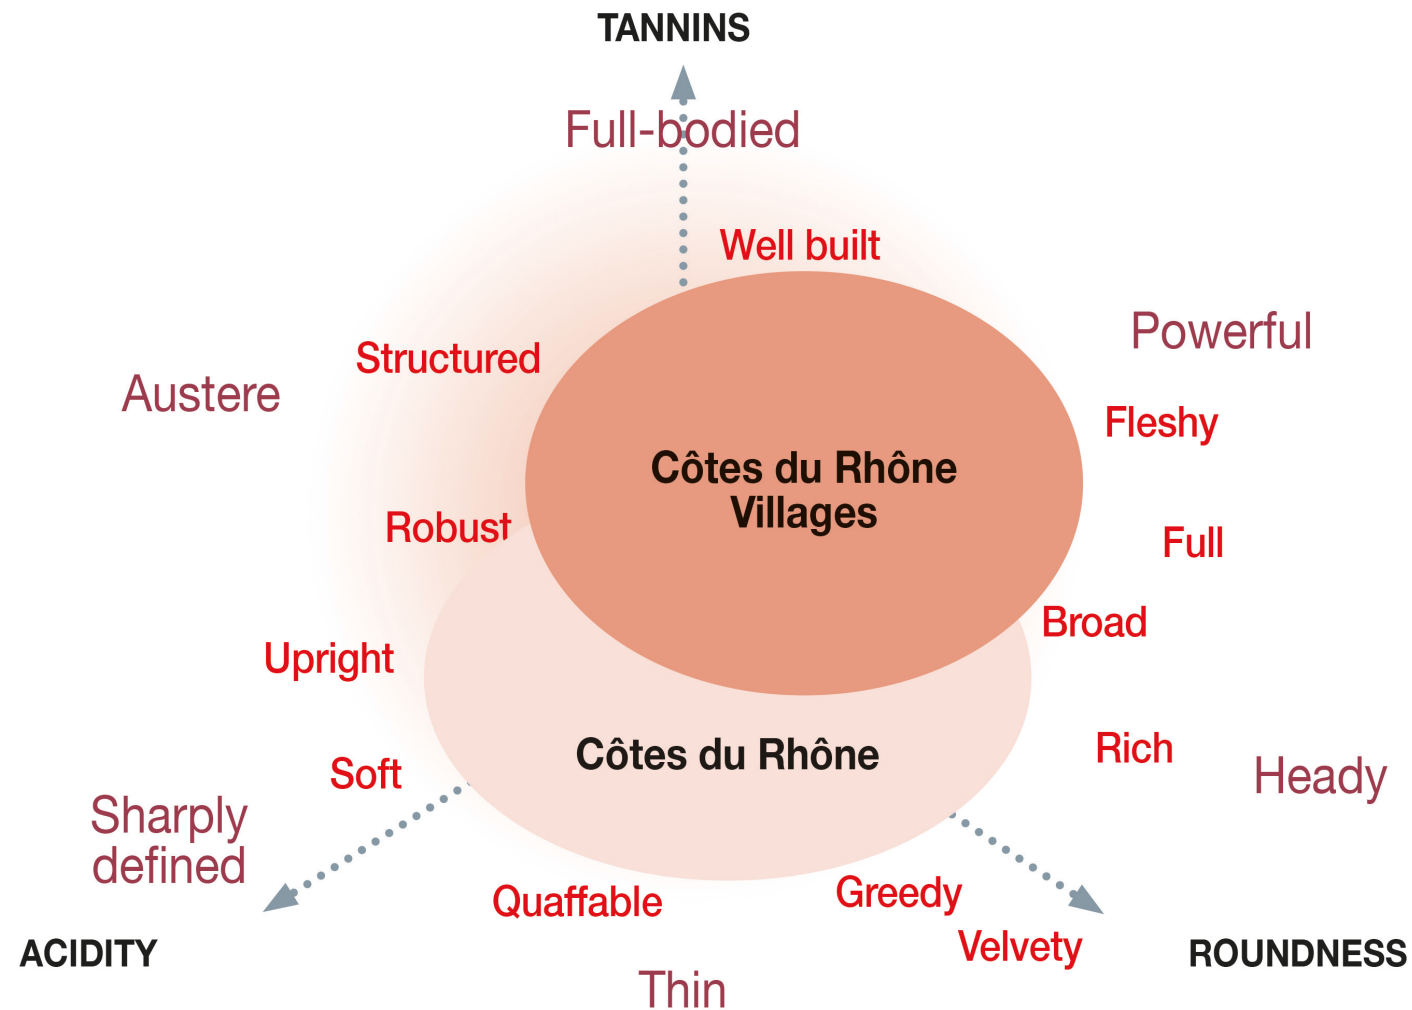 TANNINS
Full-bodied
Well built
Powerful
Structured
Austere
Fleshy
Côtes du Rhône
Villages
Robust
Full
Broad
Upright
Côtes du Rhône
Rich
Soft
Heady
Sharply
defined
Quaffable
Greedy
Velvety
ACIDITY
ROUNDNESS
Thin